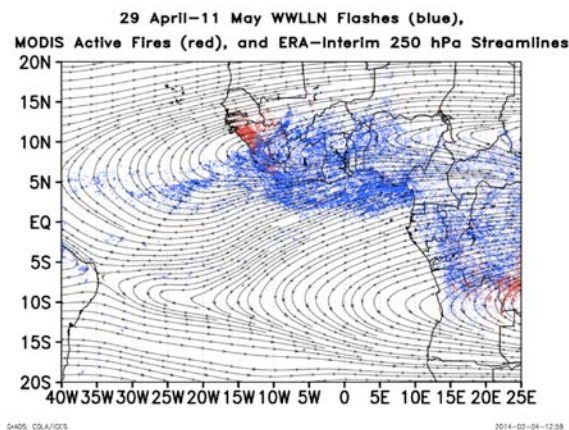 29 April-11 May WWLLN Flashes (blue),
MODIS Active Fires (red), and ERA-Interim 250 hPa Streamlines
20N
15N
10N
5N
EQ
5S
10S
15S
20S
40W 35W 30W 25W 20W 15W 10W 5W 0 5E 10E 15E 20E 25E
GrADS: COLA/IGES
2014-02-04-12:59